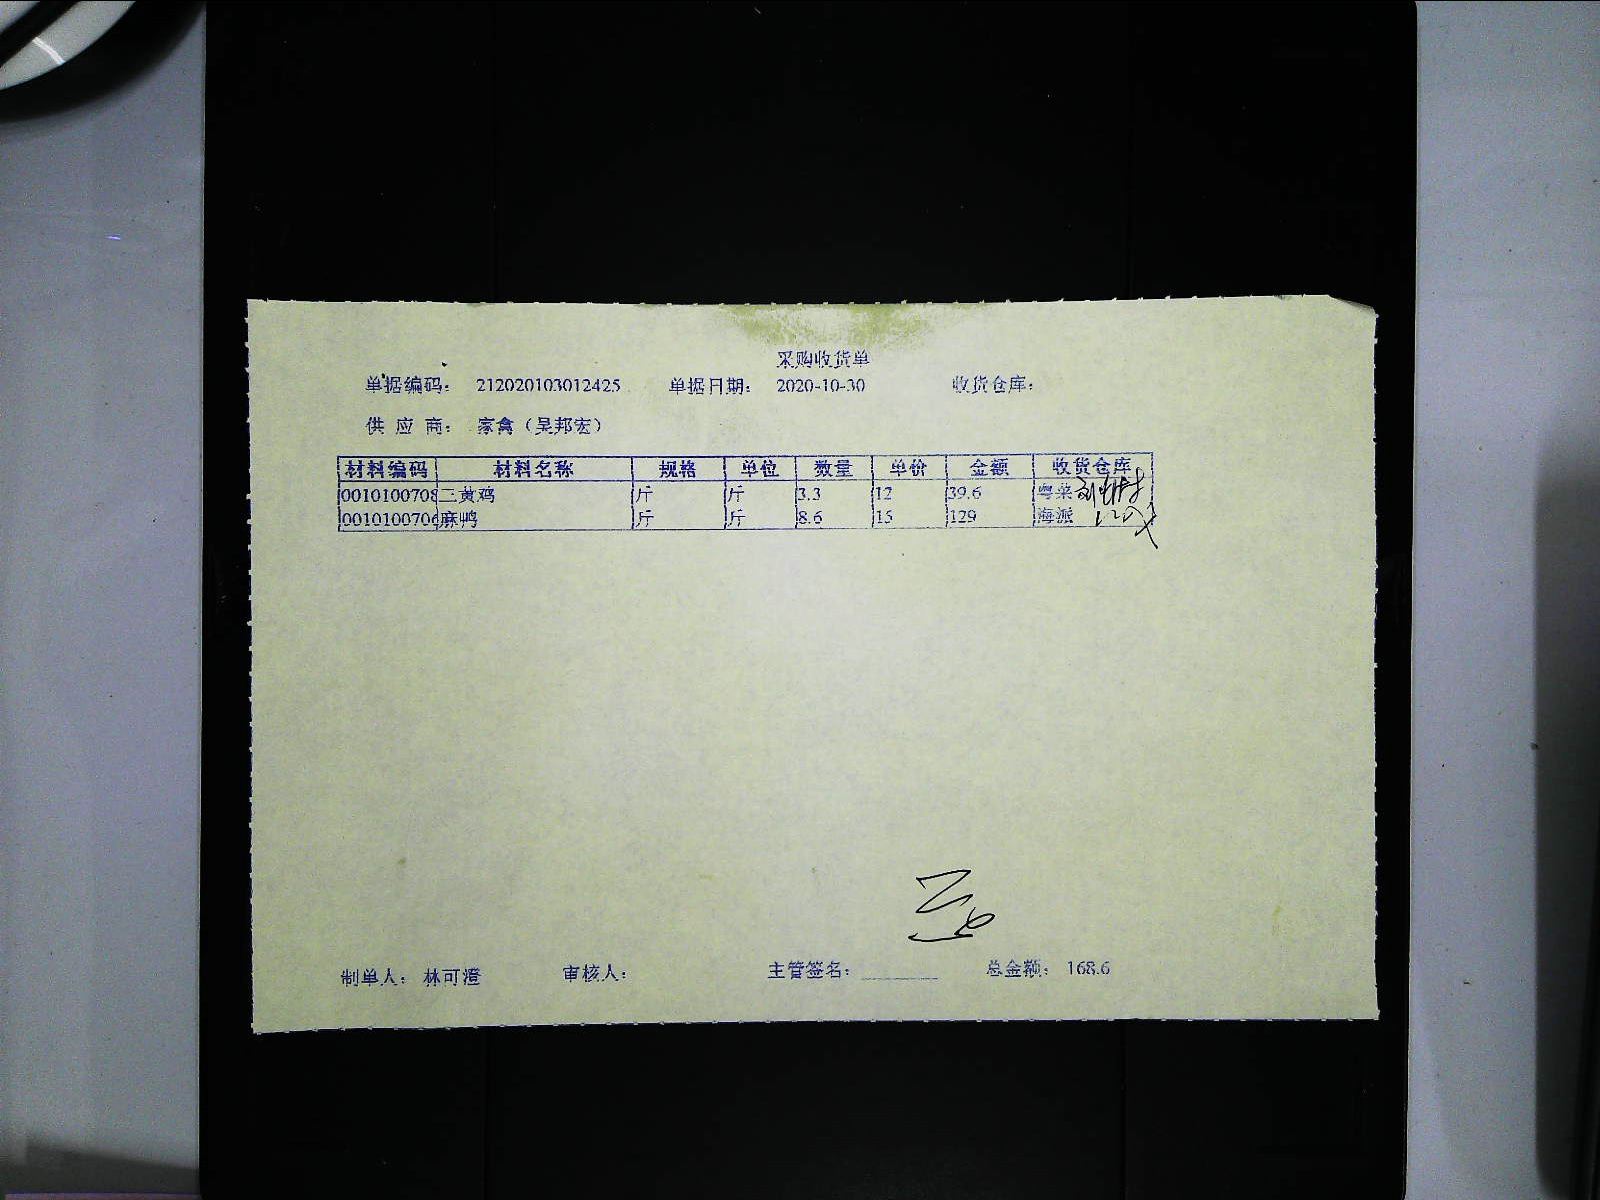 采购收货单
单据编码： 212020103012425 单据日期： 2020-10-30 收货仓库：
供 应 商： 家禽（吴邦宏）
材料编码 材料名称 规格 单位 数量 单价 金额 收货仓库
0010100708 三黄鸡 斤 斤 3.3 12 39.6 粤菜
0010100706 麻鸭 斤 斤 8.6 15 129 海派
制单人： 林可澄 审核人： 主管签名： 总金额： 168.6